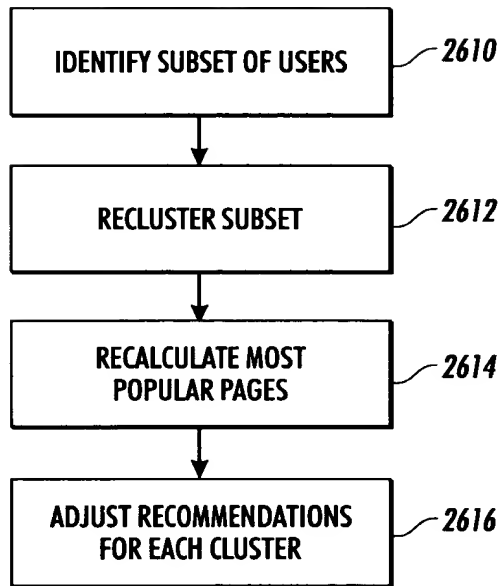 IDENTIFY SUBSET OF USERS
2610
RECLUSTER SUBSET
2612
RECALCULATE MOST
POPULAR PAGES
2614
ADJUST RECOMMENDATIONS
FOR EACH CLUSTER
2616